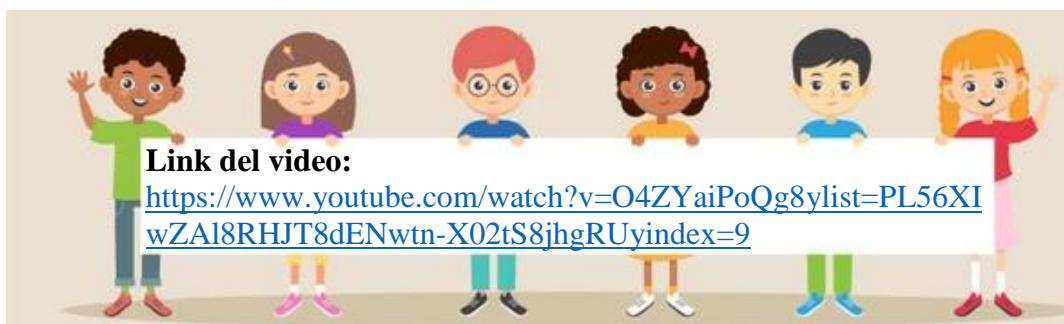 Link del video:
https://www.youtube.com/watch?v=O4ZYaiPoQg8ylist=PL56XI
wZAl8RHJT8dENwtn-X02tS8jhgRUyindex=9